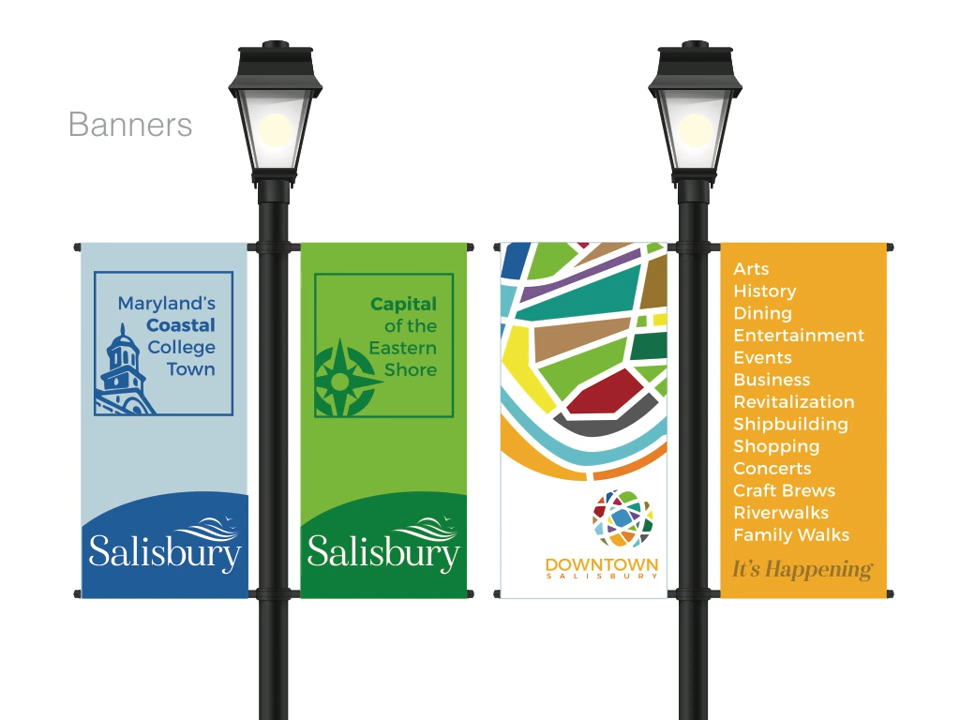 Banners
Maryland's
Coastal
College
Town
Salisbury
Capital
of the
Eastern
Shore
Salisbury
DOWNTOWN
SALISBURY
Arts
History
Dining
Entertainment
Events
Business
Revitalization
Shipbuilding
Shopping
Concerts
Craft Brews
Riverwalks
Family Walks
It's Happening